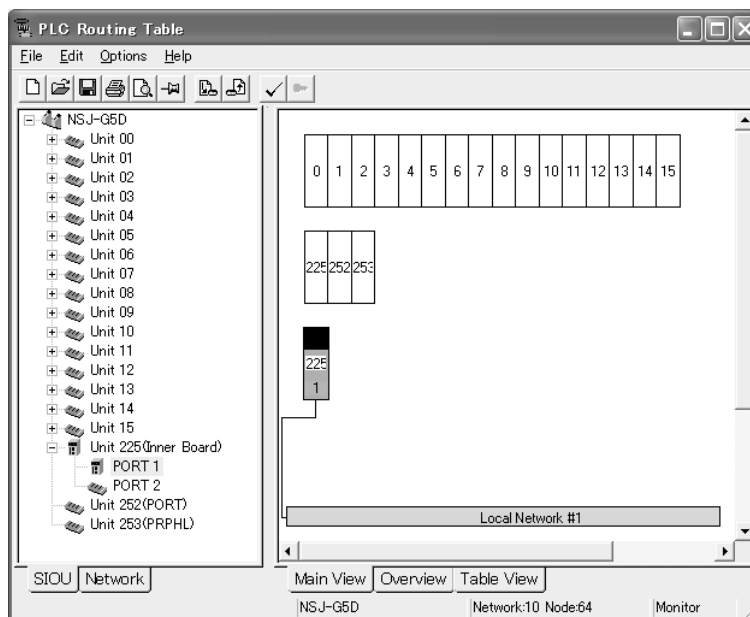 PLC Routing Table
File Edit Options Help
NSJ-G5D
Unit 00
Unit 01
Unit 02
Unit 03
Unit 04
Unit 05
Unit 06
Unit 07
Unit 08
Unit 09
Unit 10
Unit 11
Unit 12
Unit 13
Unit 14
Unit 15
Unit 225(Inner Board)
PORT 1
PORT 2
Unit 252(PORT)
Unit 253(PRPHL)
SIOU Network
0 1 2 3 4 5 6 7 8 9 10 11 12 13 14 15
225 252 253
225
1
Local Network #1
Main View Overview Table View
NSJ-G5D Network:10 Node:64 Monitor